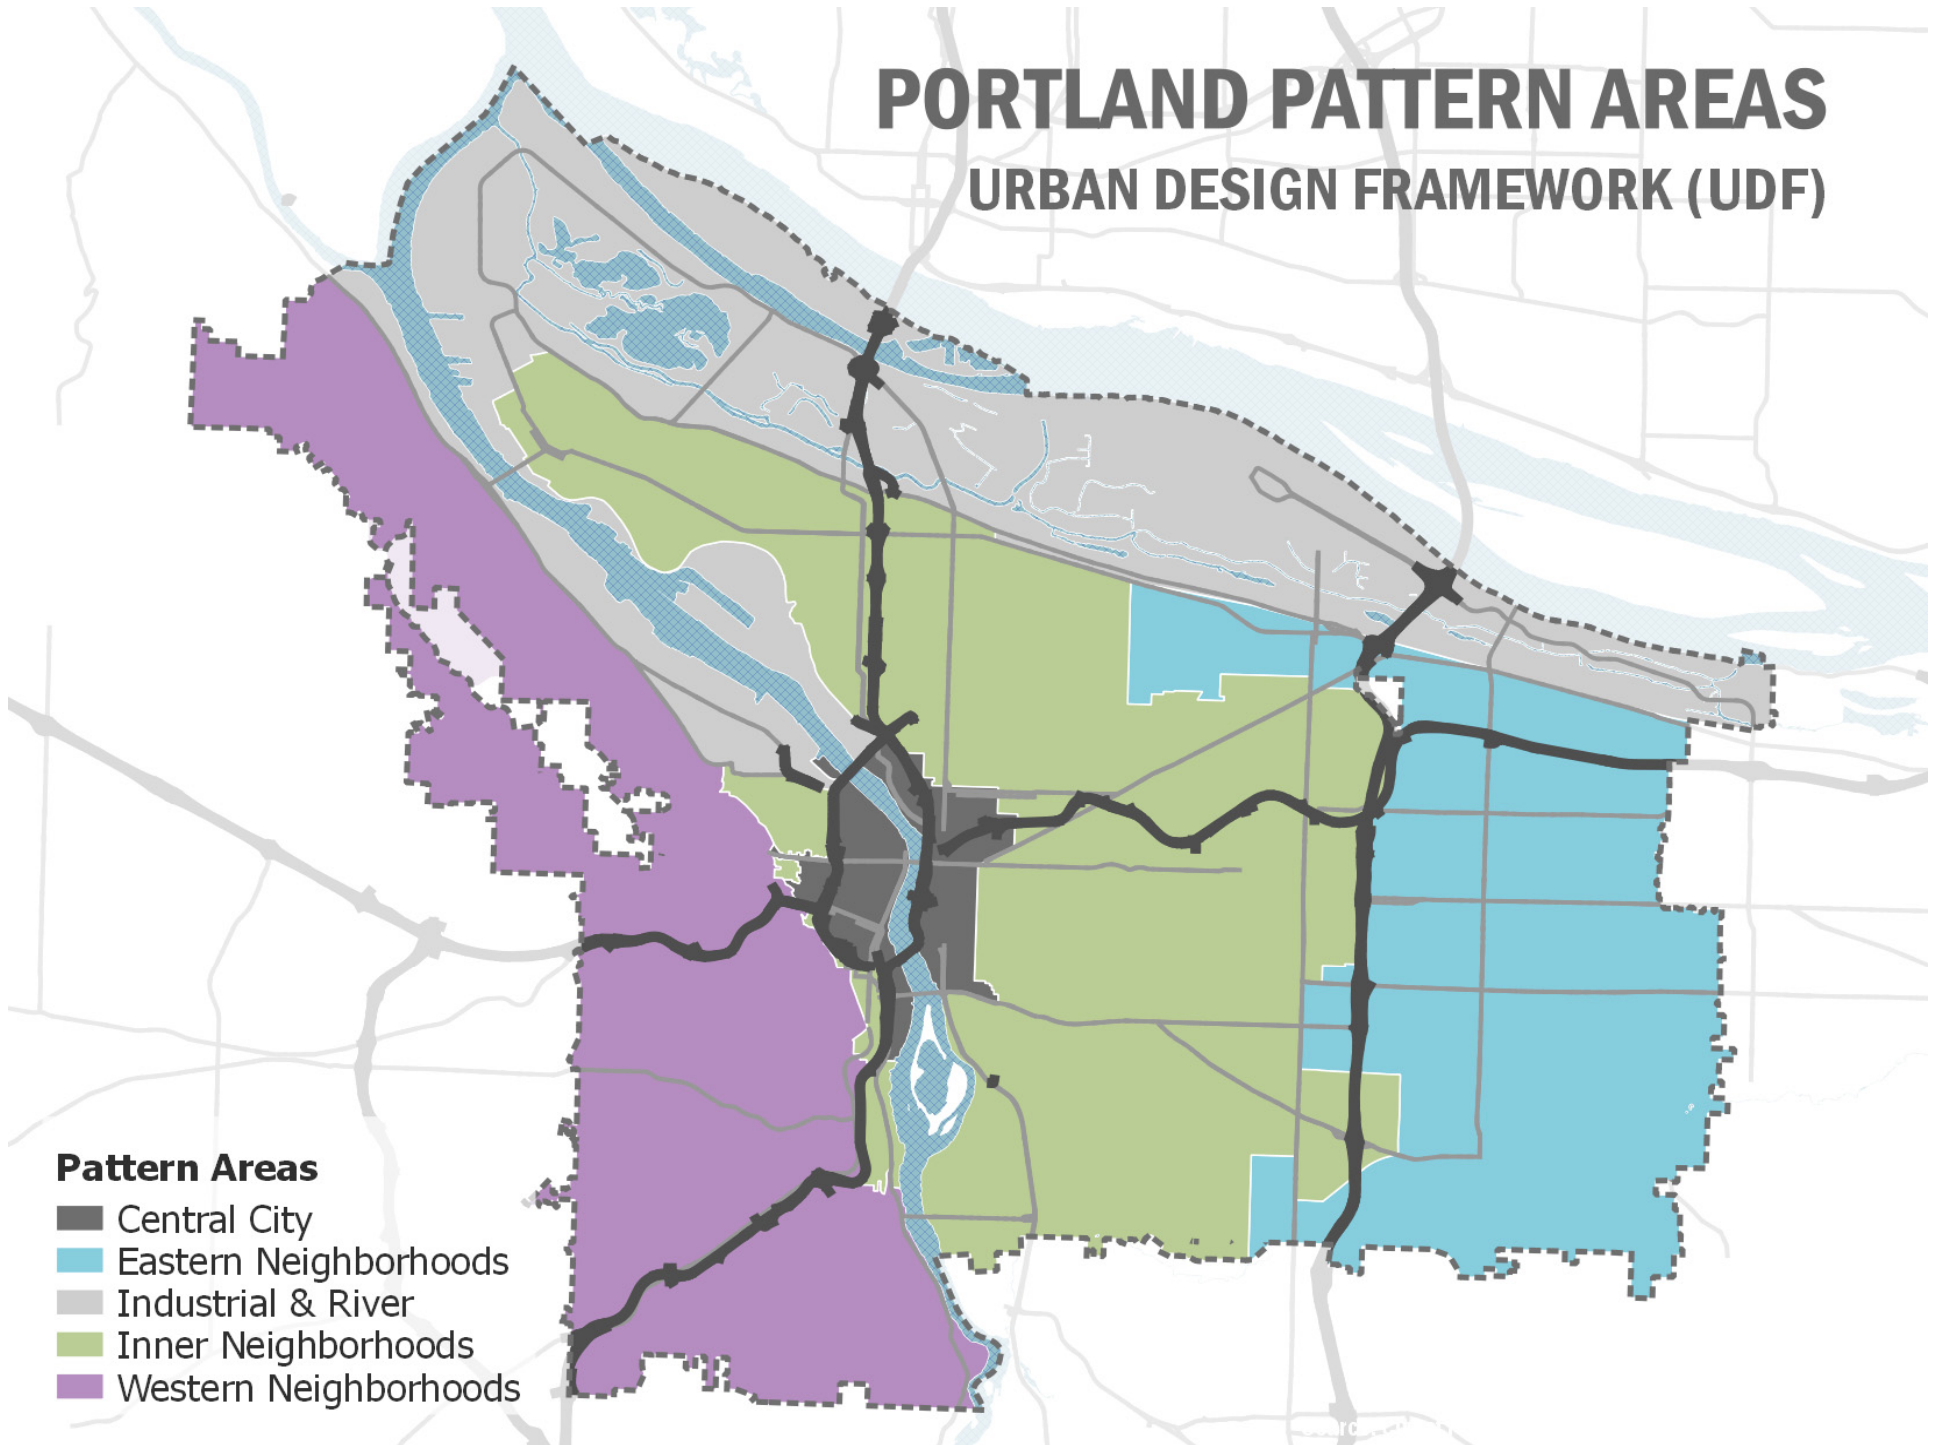 PORTLAND PATTERN AREAS
URBAN DESIGN FRAMEWORK (UDF)
Pattern Areas
Central City
Eastern Neighborhoods
Industrial & River
Inner Neighborhoods
Western Neighborhoods